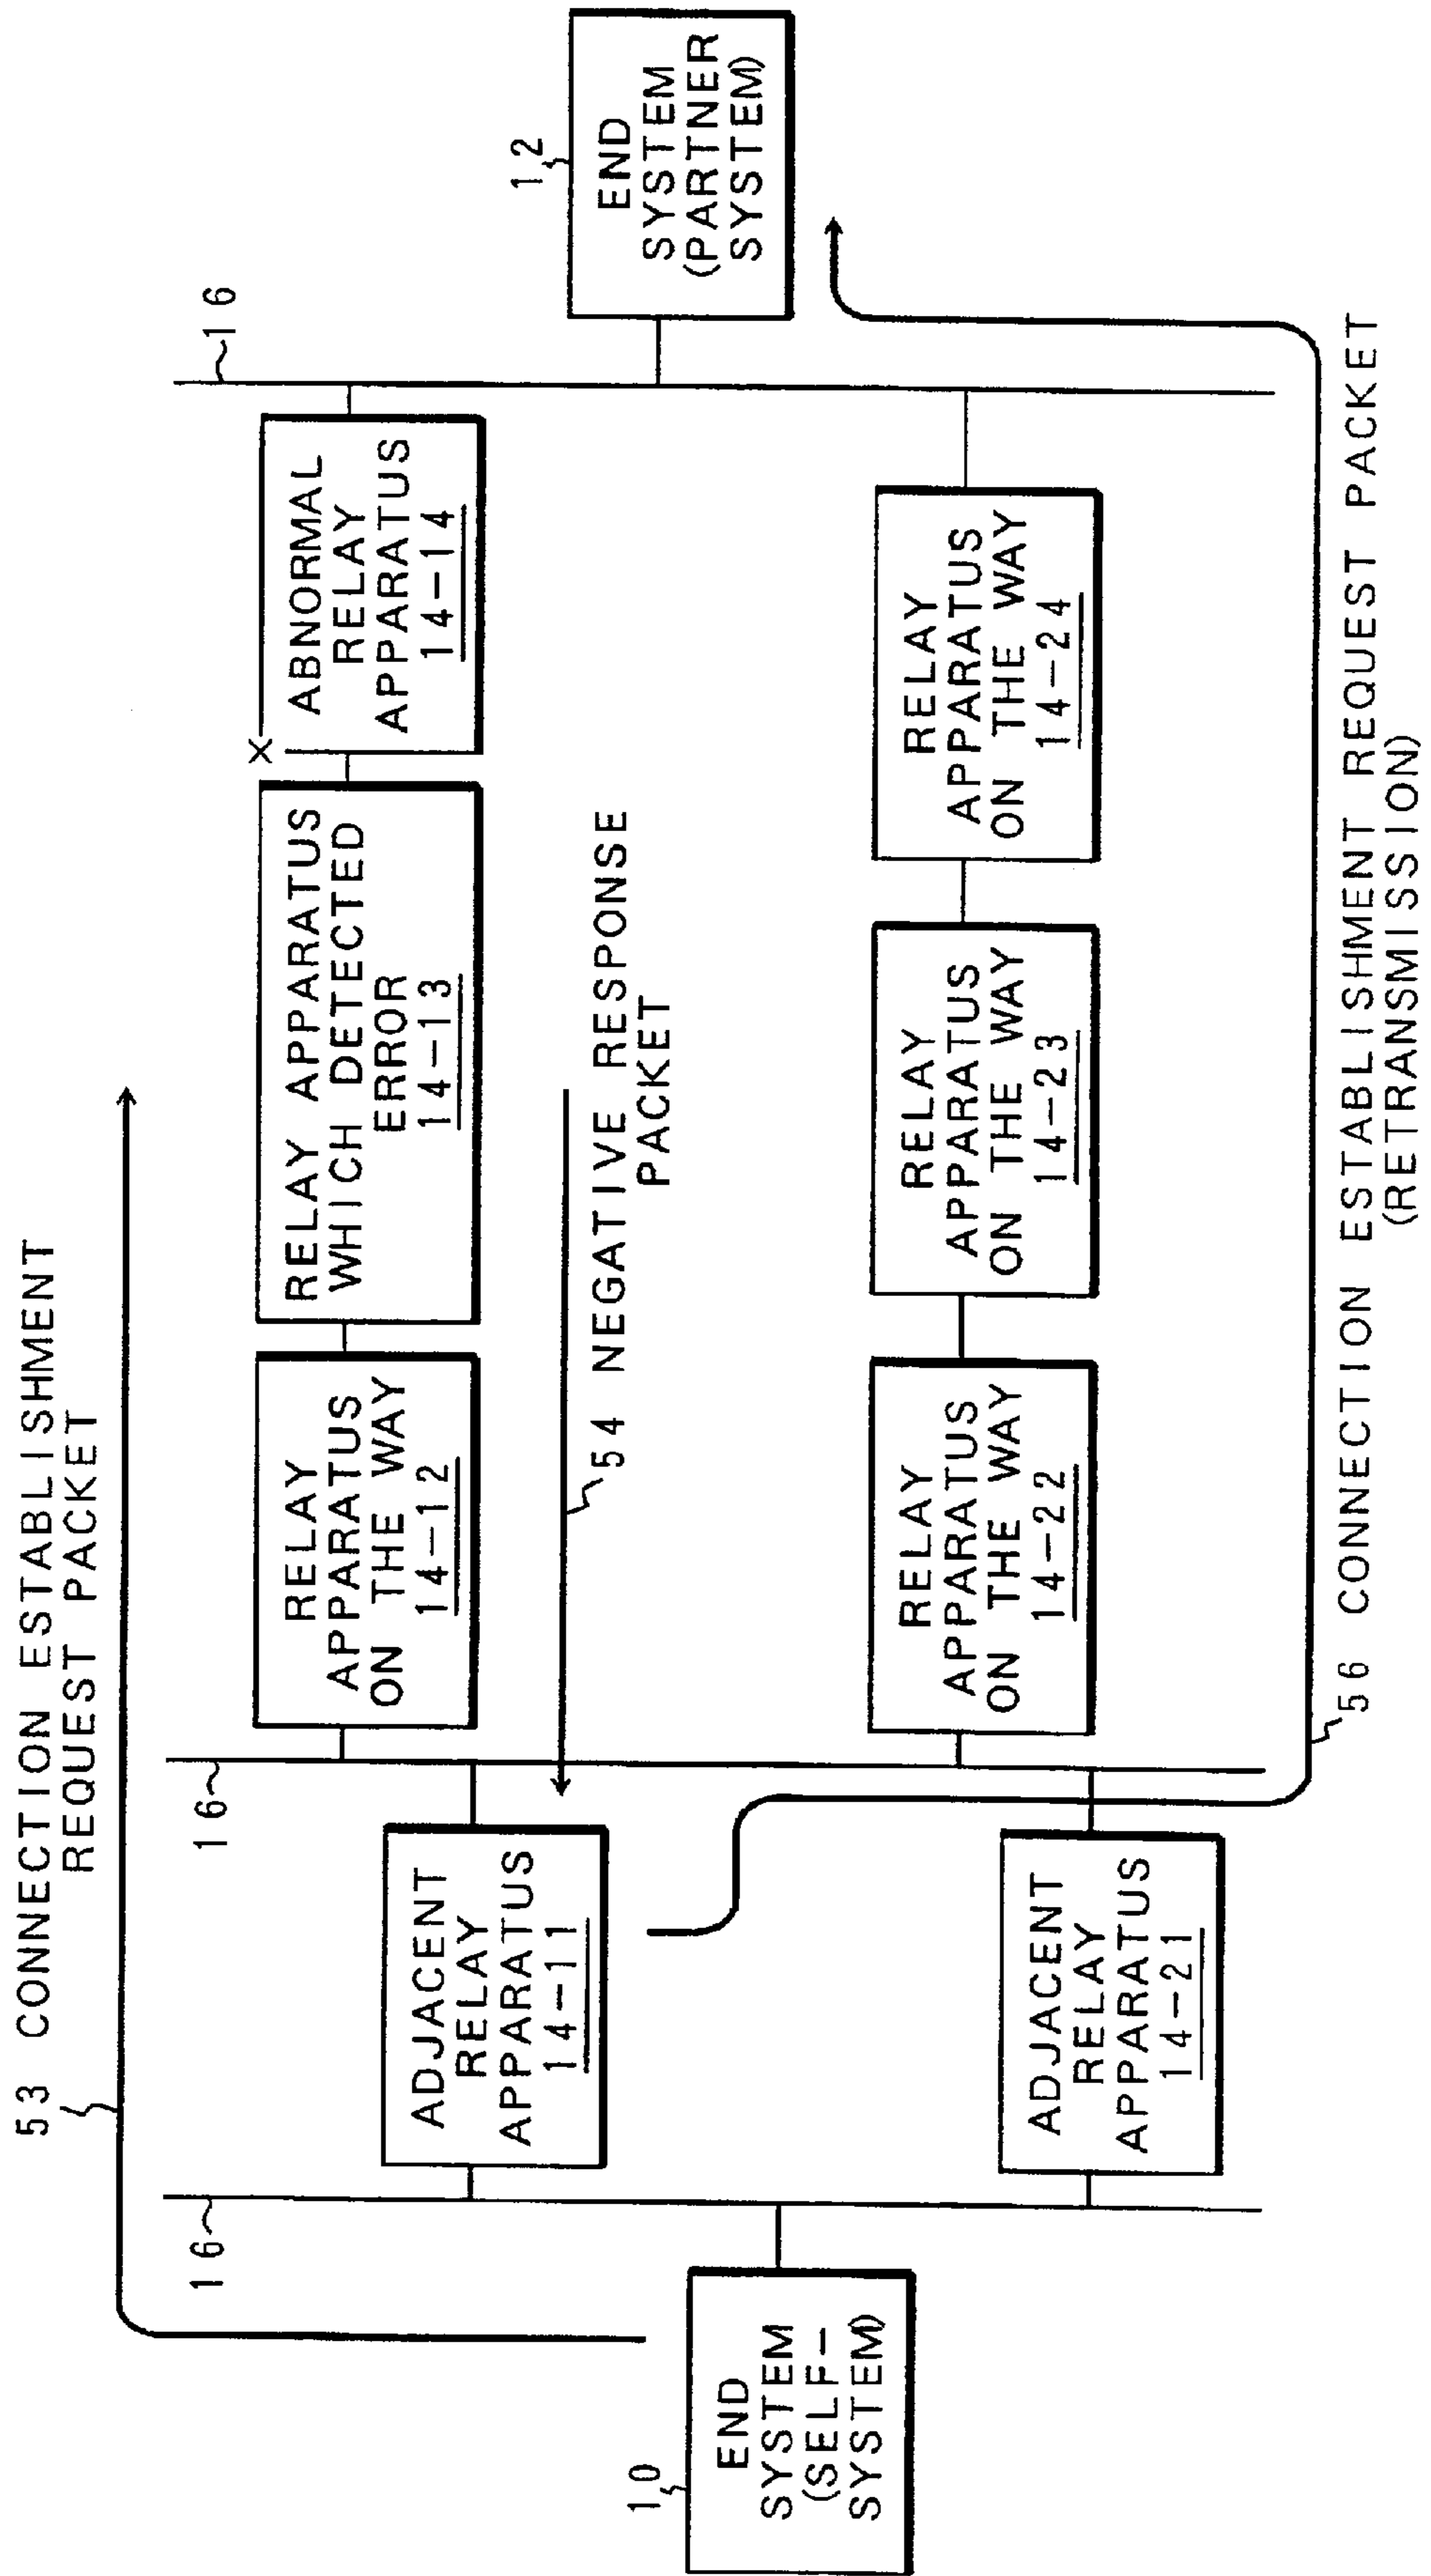 53 CONNECTION ESTABLISHMENT
REQUEST PACKET
16
16
16
10
END
SYSTEM
(SELF-
SYSTEM)
ADJACENT
RELAY
APPARATUS
14-11
RELAY
APPARATUS
ON THE WAY
14-12
RELAY APPARATUS
WHICH DETECTED
ERROR
14-13
X
ABNORMAL
RELAY
APPARATUS
14-14
12
END
SYSTEM
(PARTNER
SYSTEM)
54 NEGATIVE RESPONSE
PACKET
ADJACENT
RELAY
APPARATUS
14-21
RELAY
APPARATUS
ON THE WAY
14-22
RELAY
APPARATUS
ON THE WAY
14-23
RELAY
APPARATUS
ON THE WAY
14-24
56 CONNECTION ESTABLISHMENT REQUEST PACKET
(RETRANSMISSION)